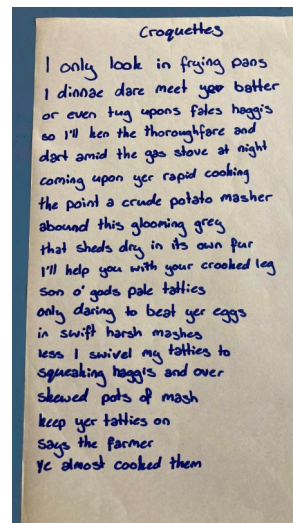 Croquettes
I only look in frying pans
I dinnae dare meet yer batter
or even tug upons fales haggis
so I'll ken the thoroughfare and
dart amid the gas stove at night
coming upon yer rapid cooking
the point a crude potato masher
abound this glooming grey
that sheds dry in its own fur
I'll help you with your crooked leg
son o' gods pale tatties
only daring to beat yer eggs
in swift harsh mashes
less I swivel my tatties to
squeaking haggis and over
skewed pots of mash
keep yer tatties on
says the farmer
ye almost cooked them